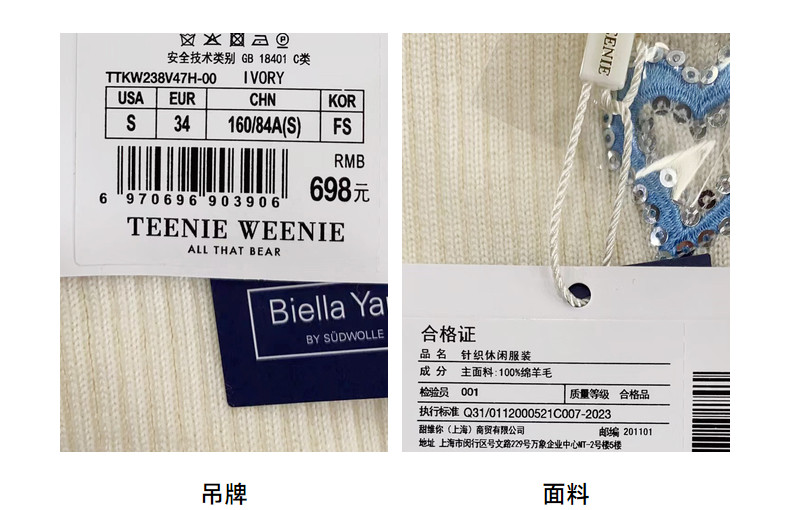 安全技术类别 GB 18401 C类
TTKW238V47H-00 IVORY
USA EUR CHN KOR
S 34 160/84A(S) FS
RMB
698元
6 970696 903906
TEENIE WEENIE
ALL THAT BEAR
Biella Ya
BY SÜDWOLLE
吊牌
EENIE
合格证
品名 针织休闲服装
成分 主面料:100%绵羊毛
检验员 001 质量等级 合格品
执行标准 Q31/0112000521C007-2023
甜维你（上海）商贸有限公司 邮编 201101
地址 上海市闵行区号文路229号万象企业中心MT-2号楼5楼
面料